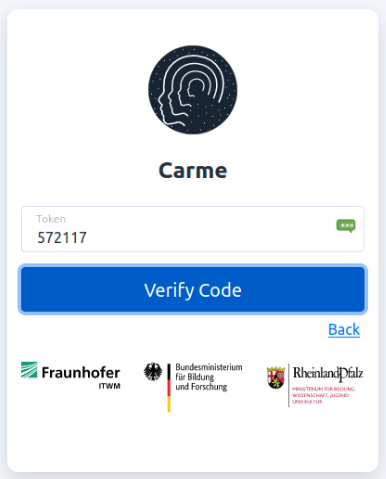 Carme
Token
572117
Verify Code
Back
Fraunhofer
ITWM
Bundesministerium
für Bildung
und Forschung
RheinlandPfalz
MINISTERIUM FÜR BILDUNG,
WISSENSCHAFT, JUGEND
UND KULTUR